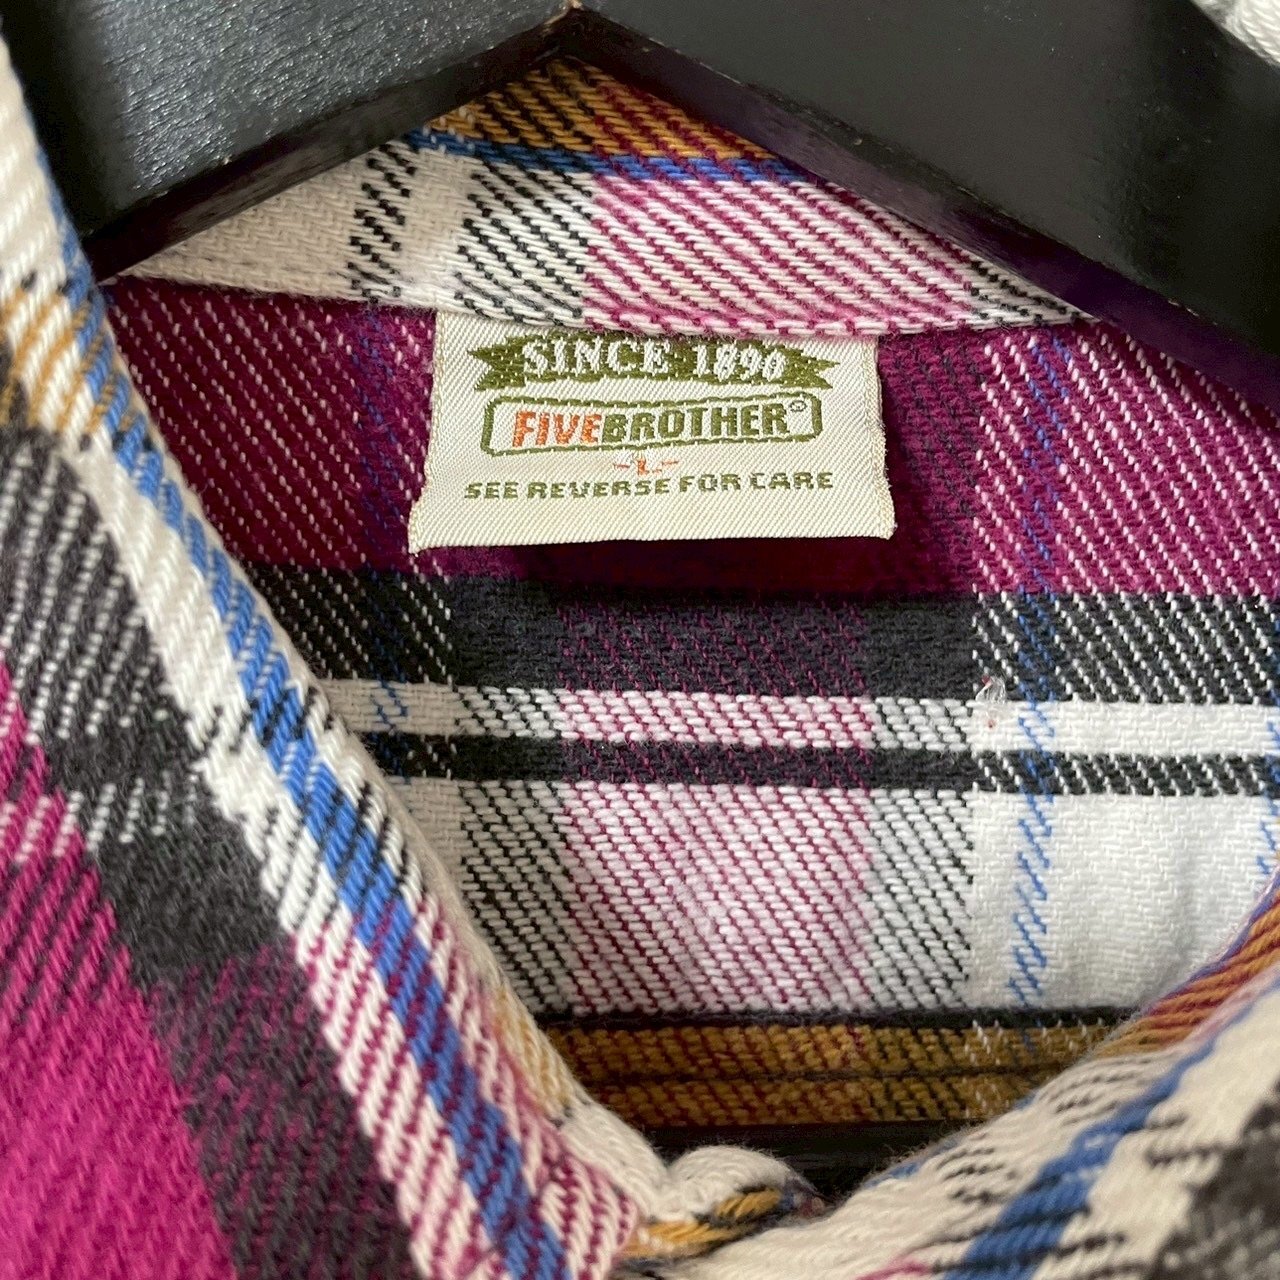 SINCE 1890
FIVEBROTHER®
-L-
SEE REVERSE FOR CARE